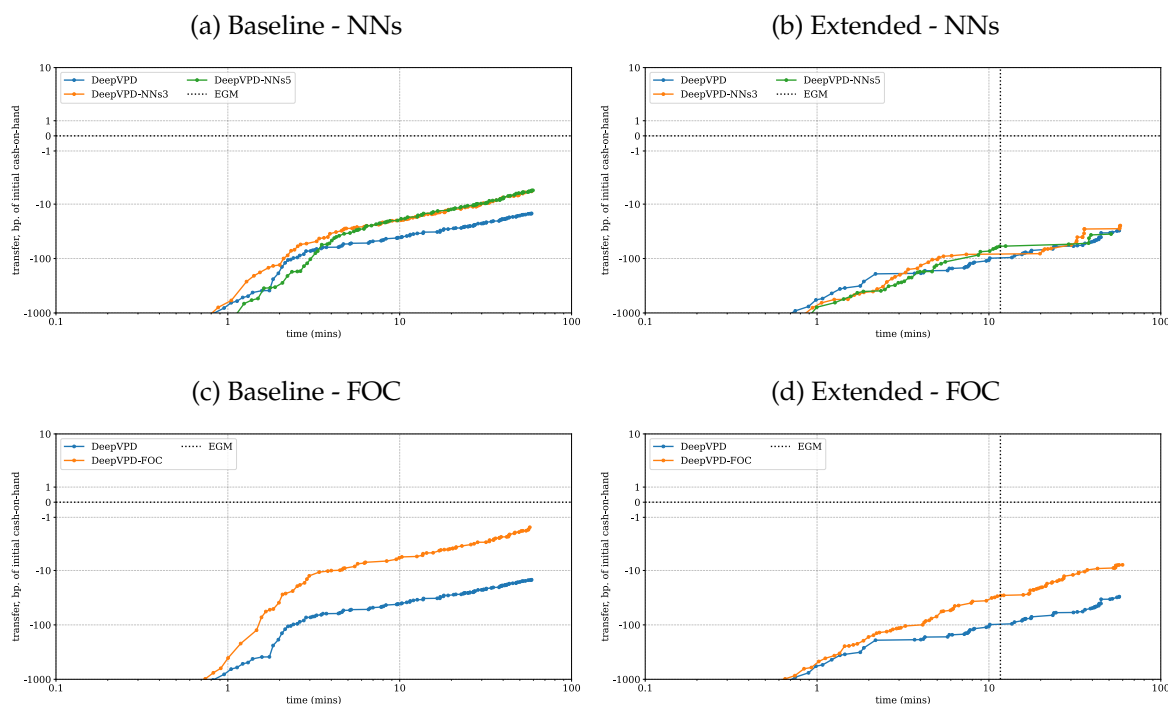 (a) Baseline - NNs
10
1
0
-1
-10
-100
-1000
transfer, bp. of initial cash-on-hand
DeepVPD
DeepVPD-NNs3
DeepVPD-NNs5
EGM
0.1
1
10
100
time (mins)
(b) Extended - NNs
10
1
0
-1
-10
-100
-1000
transfer, bp. of initial cash-on-hand
DeepVPD
DeepVPD-NNs3
DeepVPD-NNs5
EGM
0.1
1
10
100
time (mins)
(c) Baseline - FOC
10
1
0
-1
-10
-100
-1000
transfer, bp. of initial cash-on-hand
DeepVPD
DeepVPD-FOC
EGM
0.1
1
10
100
time (mins)
(d) Extended - FOC
10
1
0
-1
-10
-100
-1000
transfer, bp. of initial cash-on-hand
DeepVPD
DeepVPD-FOC
EGM
0.1
1
10
100
time (mins)